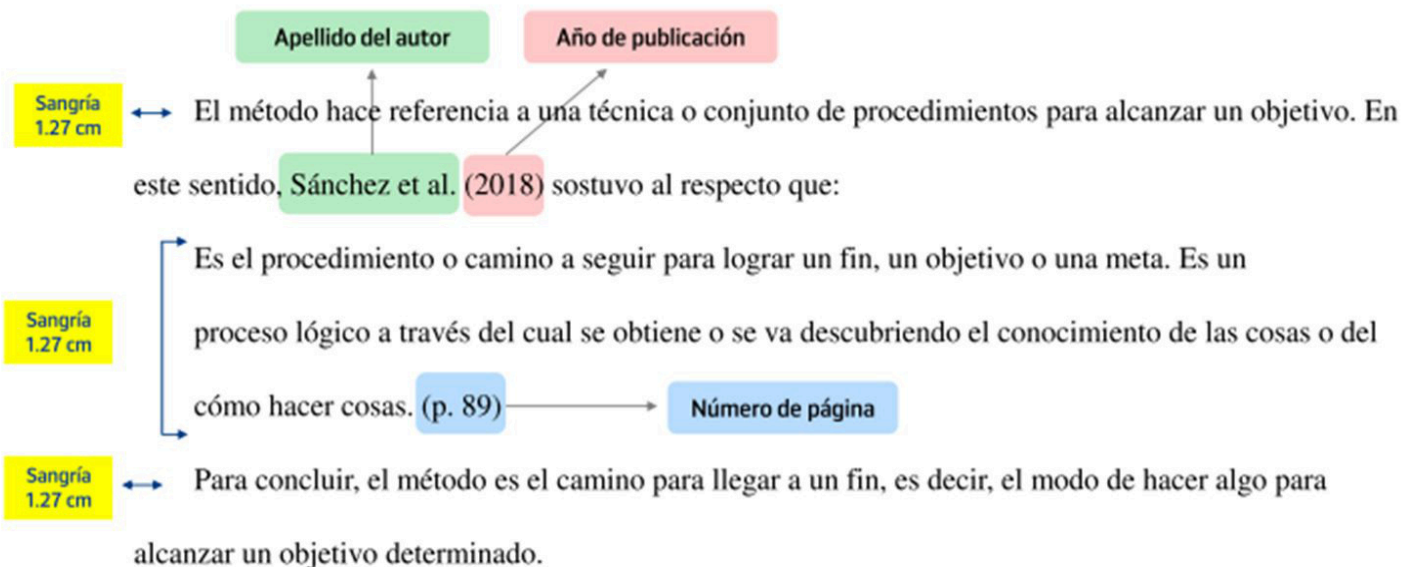 Apellido del autor
Año de publicación
Sangría
1.27 cm
El método hace referencia a una técnica o conjunto de procedimientos para alcanzar un objetivo. En
este sentido, Sánchez et al. (2018) sostuvo al respecto que:
Es el procedimiento o camino a seguir para lograr un fin, un objetivo o una meta. Es un
Sangría
1.27 cm
proceso lógico a través del cual se obtiene o se va descubriendo el conocimiento de las cosas o del
cómo hacer cosas. (p. 89)
Número de página
Sangría
1.27 cm
Para concluir, el método es el camino para llegar a un fin, es decir, el modo de hacer algo para
alcanzar un objetivo determinado.